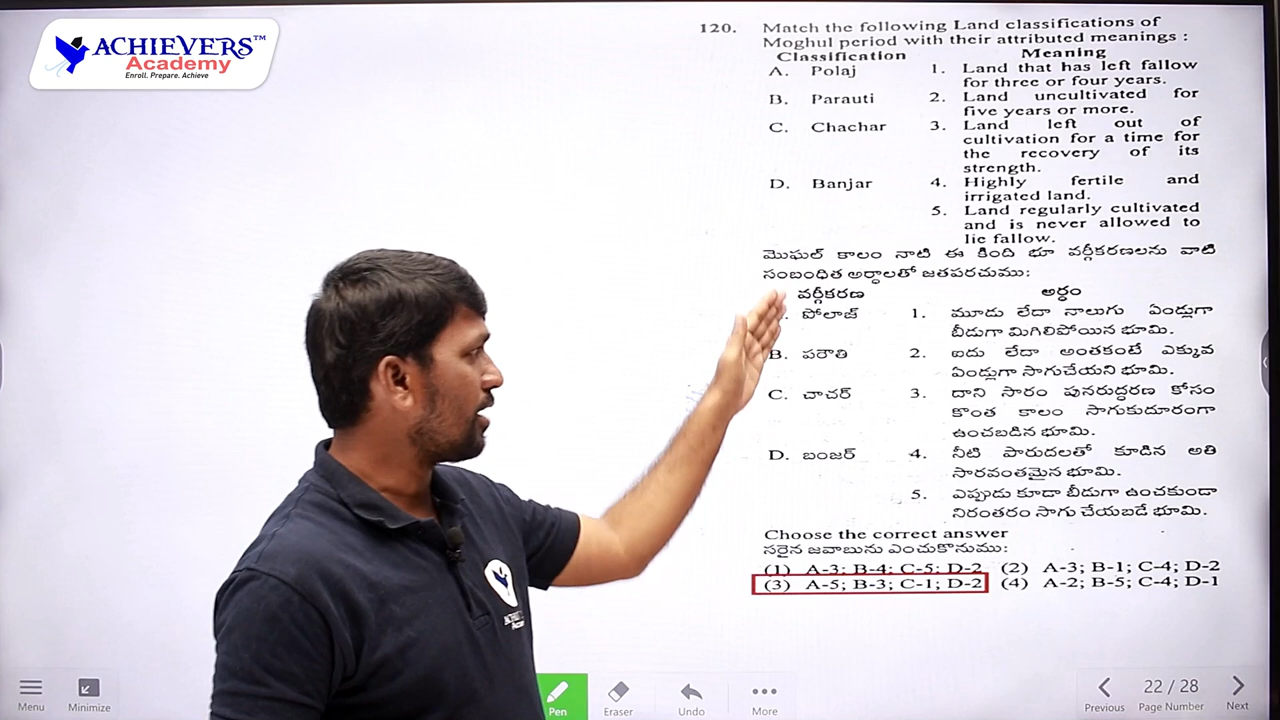 ACHIEVERS™
Academy
Enroll. Prepare. Achieve
120. Match the following Land classifications of
Moghul period with their attributed meanings :
Classification Meaning
A. Polaj 1. Land that has left fallow
for three or four years.
B. Parauti 2. Land uncultivated for
five years or more.
C. Chachar 3. Land left out of
cultivation for a time for
the recovery of its
strength.
D. Banjar 4. Highly fertile and
irrigated land.
5. Land regularly cultivated
and is never allowed to
lie fallow.
మొఘల్ కాలం నాటి ఈ కింది భూ వర్గీకరణలను వాటి
సంబంధిత అర్థాలతో జతపరచుము:
వర్గీకరణ అర్థం
పోలాజ్ 1. మూడు లేదా నాలుగు ఏండ్లుగా
బీడుగా మిగిలిపోయిన భూమి.
B. పరౌతి 2. ఐదు లేదా అంతకంటే ఎక్కువ
ఏండ్లుగా సాగుచేయని భూమి.
C. చాచర్ 3. దాని సారం పునరుద్ధరణ కోసం
కొంత కాలం సాగుకుదూరంగా
ఉంచబడిన భూమి.
D. బంజర్ 4. నీటి పారుదలతో కూడిన అతి
సారవంతమైన భూమి.
5. ఎప్పుడు కూడా బీడుగా ఉంచకుండా
నిరంతరం సాగు చేయబడే భూమి.
Choose the correct answer
సరైన జవాబును ఎంచుకొనుము:
(1) A-3; B-4; C-5; D-2 (2) A-3; B-1; C-4; D-2
(3) A-5; B-3; C-1; D-2 (4) A-2; B-5; C-4; D-1
Menu Minimize Pen Eraser Undo More Previous 22 / 28 Page Number Next